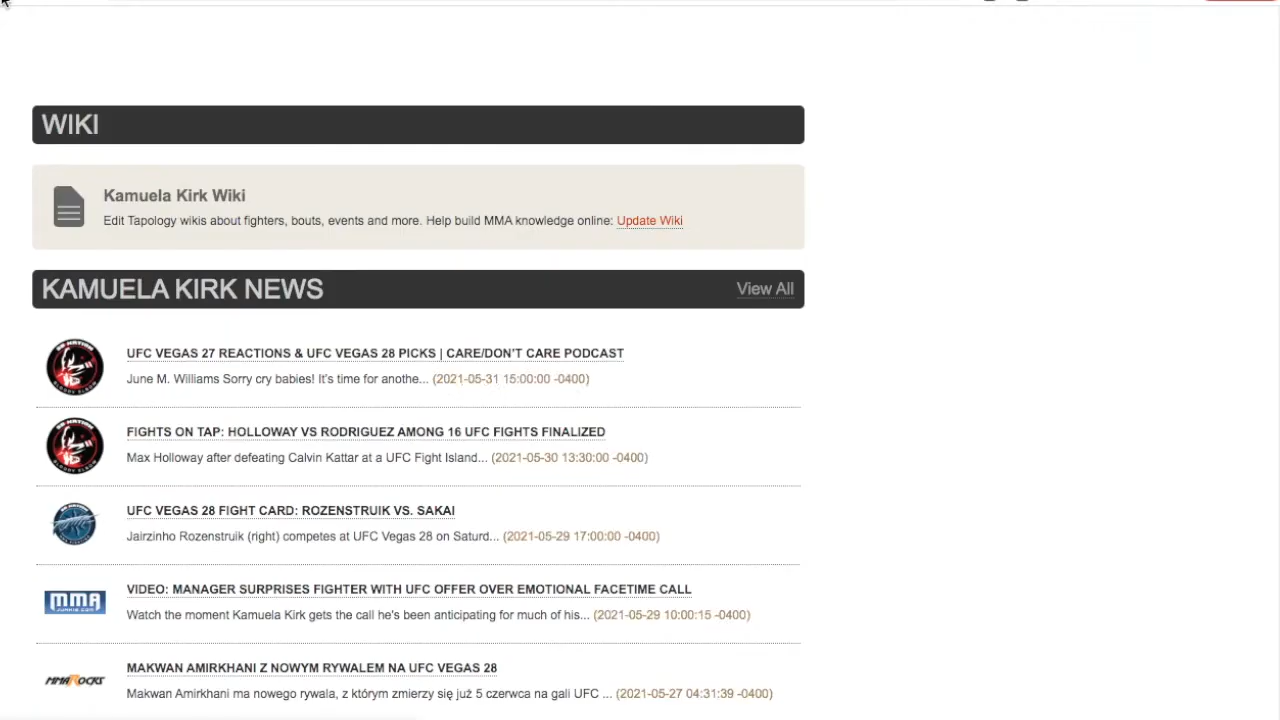 WIKI
Kamuela Kirk Wiki
Edit Tapology wikis about fighters, bouts, events and more. Help build MMA knowledge online: Update Wiki
KAMUELA KIRK NEWS
View All
UFC VEGAS 27 REACTIONS & UFC VEGAS 28 PICKS | CARE/DON'T CARE PODCAST
June M. Williams Sorry cry babies! It's time for anothe... (2021-05-31 15:00:00 -0400)
FIGHTS ON TAP: HOLLOWAY VS RODRIGUEZ AMONG 16 UFC FIGHTS FINALIZED
Max Holloway after defeating Calvin Kattar at a UFC Fight Island... (2021-05-30 13:30:00 -0400)
UFC VEGAS 28 FIGHT CARD: ROZENSTRUIK VS. SAKAI
Jairzinho Rozenstruik (right) competes at UFC Vegas 28 on Saturd... (2021-05-29 17:00:00 -0400)
MMA
JUNKIE.COM
VIDEO: MANAGER SURPRISES FIGHTER WITH UFC OFFER OVER EMOTIONAL FACETIME CALL
Watch the moment Kamuela Kirk gets the call he's been anticipating for much of his... (2021-05-29 10:00:15 -0400)
MMAROCKS
MAKWAN AMIRKHANI Z NOWYM RYWALEM NA UFC VEGAS 28
Makwan Amirkhani ma nowego rywala, z którym zmierzy się już 5 czerwca na gali UFC ... (2021-05-27 04:31:39 -0400)